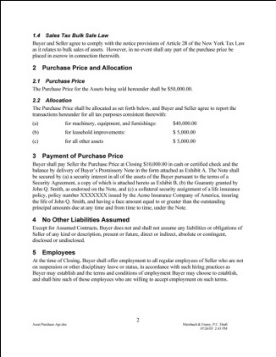 1.4 Sales Tax Bulk Sale Law
Buyer and Seller agree to comply with the notice provisions of Article 28 of the New York Tax Law
as it relates to bulk sales of assets. However, in no event shall any part of the purchase price be
placed in escrow in connection therewith.
2 Purchase Price and Allocation
2.1 Purchase Price
The Purchase Price for the Assets being sold hereunder shall be $50,000.00.
2.2 Allocation
The Purchase Price shall be allocated as set forth below, and Buyer and Seller agree to report the
transactions hereunder for all tax purposes consistent therewith:
(a) for machinery, equipment, and furnishings: $40,000.00
(b) for leasehold improvements: $ 5,000.00
(c) for all other assets $ 5,000.00
3 Payment of Purchase Price
Buyer shall pay Seller the Purchase Price at Closing $10,000.00 in cash or certified check and the
balance by delivery of Buyer's Promissory Note in the form attached as Exhibit A. The Note shall
be secured by (a) a security interest in all of the assets of the Buyer pursuant to the terms of a
Security Agreement, a copy of which is attached hereto as Exhibit B, (b) the Guaranty granted by
John Q. Smith, as endorsed on the Note, and (c) a collateral security assignment of a life insurance
policy, policy number XXXXXXX issued by the Acme Insurance Company of America, insuring
the life of John Q. Smith, and having a face amount equal to or greater than the outstanding
principal amounts due at any time and from time to time, under the Note.
4 No Other Liabilities Assumed
Except for Assumed Contracts, Buyer does not and shall not assume any liabilities or obligations of
Seller of any kind or description, present or future, direct or indirect, absolute or contingent,
disclosed or undisclosed.
5 Employees
At the time of Closing, Buyer shall offer employment to all regular employees of Seller who are not
on suspension or other disciplinary leave or status, in accordance with such hiring practices as
Buyer may establish and the terms and conditions of employment Buyer may choose to establish,
and shall hire such of those employees who are willing to accept employment on such terms.
2